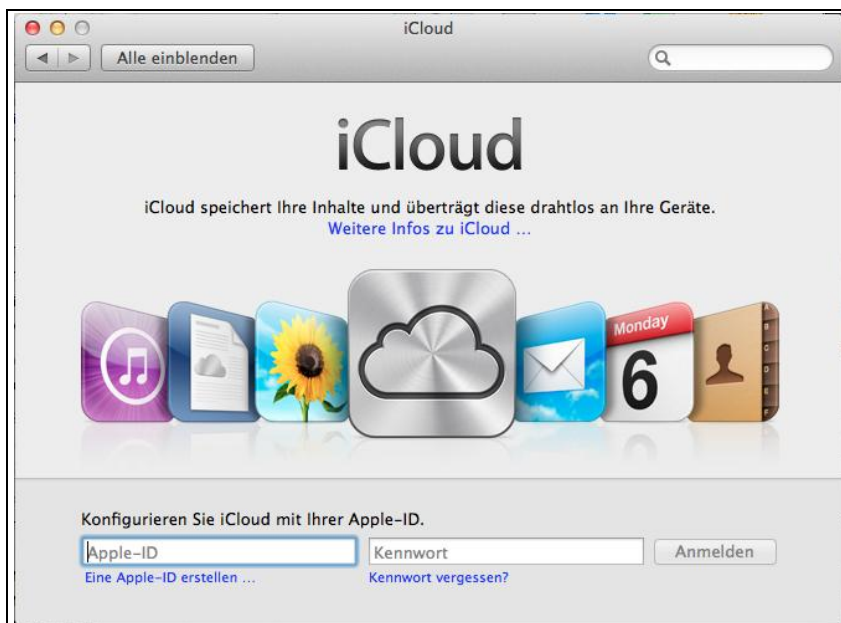 iCloud
Alle einblenden
iCloud
iCloud speichert Ihre Inhalte und überträgt diese drahtlos an Ihre Geräte.
Weitere Infos zu iCloud ...
Monday
6
A
B
C
D
E
F
Konfigurieren Sie iCloud mit Ihrer Apple-ID.
Apple-ID Kennwort Anmelden
Eine Apple-ID erstellen ... Kennwort vergessen?